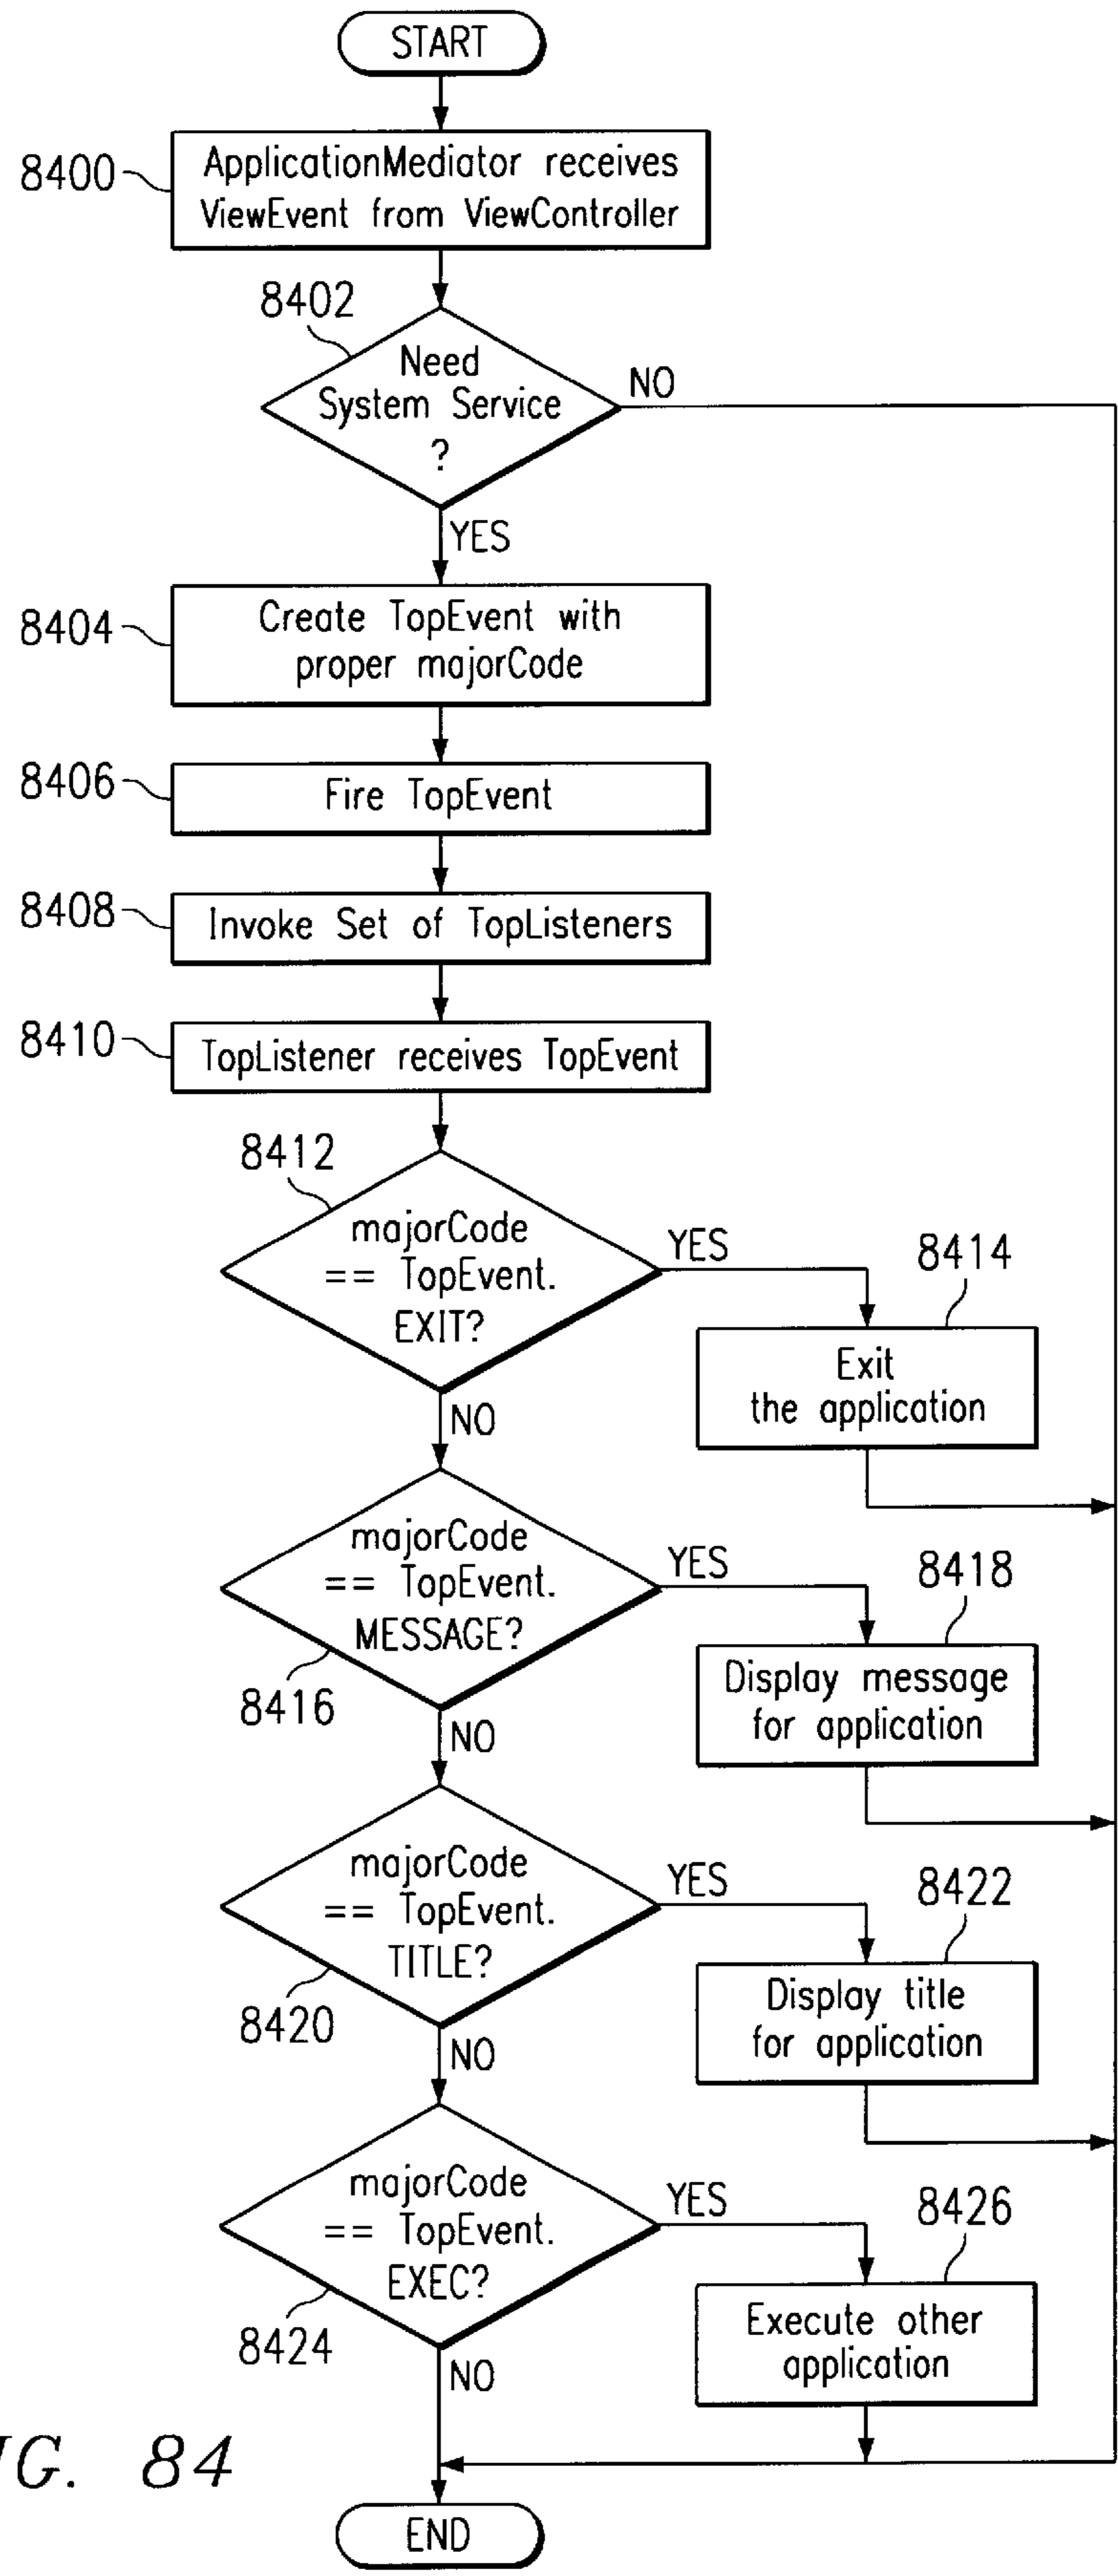 START
8400
ApplicationMediator receives
ViewEvent from ViewController
8402
Need
System Service
?
NO
YES
8404
Create TopEvent with
proper majorCode
8406
Fire TopEvent
8408
Invoke Set of TopListeners
8410
TopListener receives TopEvent
8412
majorCode
== TopEvent.
EXIT?
YES
8414
Exit
the application
NO
majorCode
== TopEvent.
MESSAGE?
8416
YES
8418
Display message
for application
NO
majorCode
== TopEvent.
TITLE?
8420
YES
8422
Display title
for application
NO
majorCode
== TopEvent.
EXEC?
8424
YES
8426
Execute other
application
NO
IG. 84
END